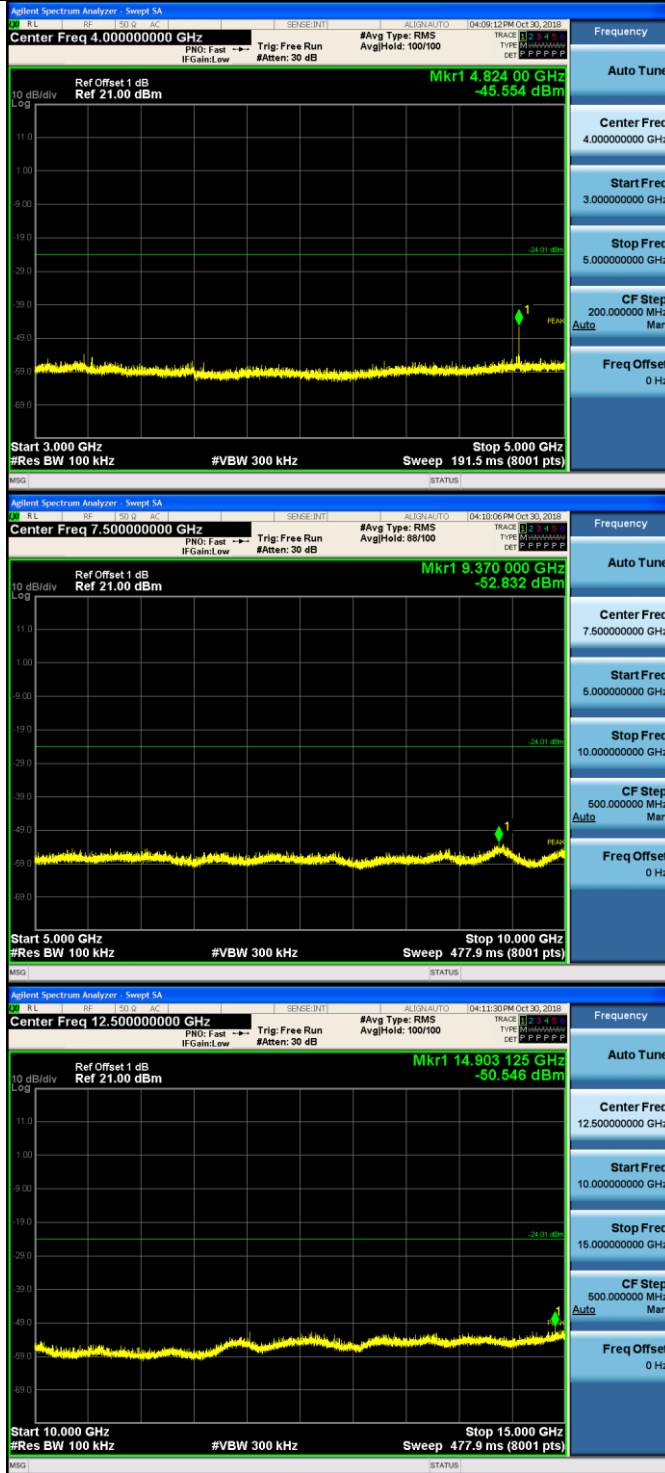 Agilent Spectrum Analyzer - Swept SA
RL RF 50 Ω AC SENSE:INT ALIGN AUTO 04:09:12 PM Oct 30, 2018
Center Freq 4.000000000 GHz #Avg Type: RMS TRACE 1 2 3 4 5 6
PNO: Fast Trig: Free Run Avg|Hold: 100/100 TYPE M
IFGain:Low #Atten: 30 dB DET P P P P P P
Frequency
Auto Tune
Mkr1 4.824 00 GHz
Ref Offset 1 dB
10 dB/div Ref 21.00 dBm -45.554 dBm
Log
11.0
1.00
-9.00
-19.0
-24.01 dBm
-29.0
-39.0
1
PEAK
-49.0
-59.0
-69.0
Start 3.000 GHz Stop 5.000 GHz
#Res BW 100 kHz #VBW 300 kHz Sweep 191.5 ms (8001 pts)
MSG STATUS
Center Freq
4.000000000 GHz
Start Freq
3.000000000 GHz
Stop Freq
5.000000000 GHz
CF Step
200.000000 MHz
Auto Man
Freq Offset
0 Hz
Agilent Spectrum Analyzer - Swept SA
RL RF 50 Ω AC SENSE:INT ALIGN AUTO 04:10:06 PM Oct 30, 2018
Center Freq 7.500000000 GHz #Avg Type: RMS TRACE 1 2 3 4 5 6
PNO: Fast Trig: Free Run Avg|Hold: 88/100 TYPE M
IFGain:Low #Atten: 30 dB DET P P P P P P
Frequency
Auto Tune
Mkr1 9.370 000 GHz
Ref Offset 1 dB
10 dB/div Ref 21.00 dBm -52.832 dBm
Log
11.0
1.00
-9.00
-19.0
-24.01 dBm
-29.0
-39.0
-49.0
1
PEAK
-59.0
-69.0
Start 5.000 GHz Stop 10.000 GHz
#Res BW 100 kHz #VBW 300 kHz Sweep 477.9 ms (8001 pts)
MSG STATUS
Center Freq
7.500000000 GHz
Start Freq
5.000000000 GHz
Stop Freq
10.000000000 GHz
CF Step
500.000000 MHz
Auto Man
Freq Offset
0 Hz
Agilent Spectrum Analyzer - Swept SA
RL RF 50 Ω AC SENSE:INT ALIGN AUTO 04:11:30 PM Oct 30, 2018
Center Freq 12.500000000 GHz #Avg Type: RMS TRACE 1 2 3 4 5 6
PNO: Fast Trig: Free Run Avg|Hold: 100/100 TYPE M
IFGain:Low #Atten: 30 dB DET P P P P P P
Frequency
Auto Tune
Mkr1 14.903 125 GHz
Ref Offset 1 dB
10 dB/div Ref 21.00 dBm -50.546 dBm
Log
11.0
1.00
-9.00
-19.0
-24.01 dBm
-29.0
-39.0
1
-49.0
-59.0
-69.0
Start 10.000 GHz Stop 15.000 GHz
#Res BW 100 kHz #VBW 300 kHz Sweep 477.9 ms (8001 pts)
MSG STATUS
Center Freq
12.500000000 GHz
Start Freq
10.000000000 GHz
Stop Freq
15.000000000 GHz
CF Step
500.000000 MHz
Auto Man
Freq Offset
0 Hz